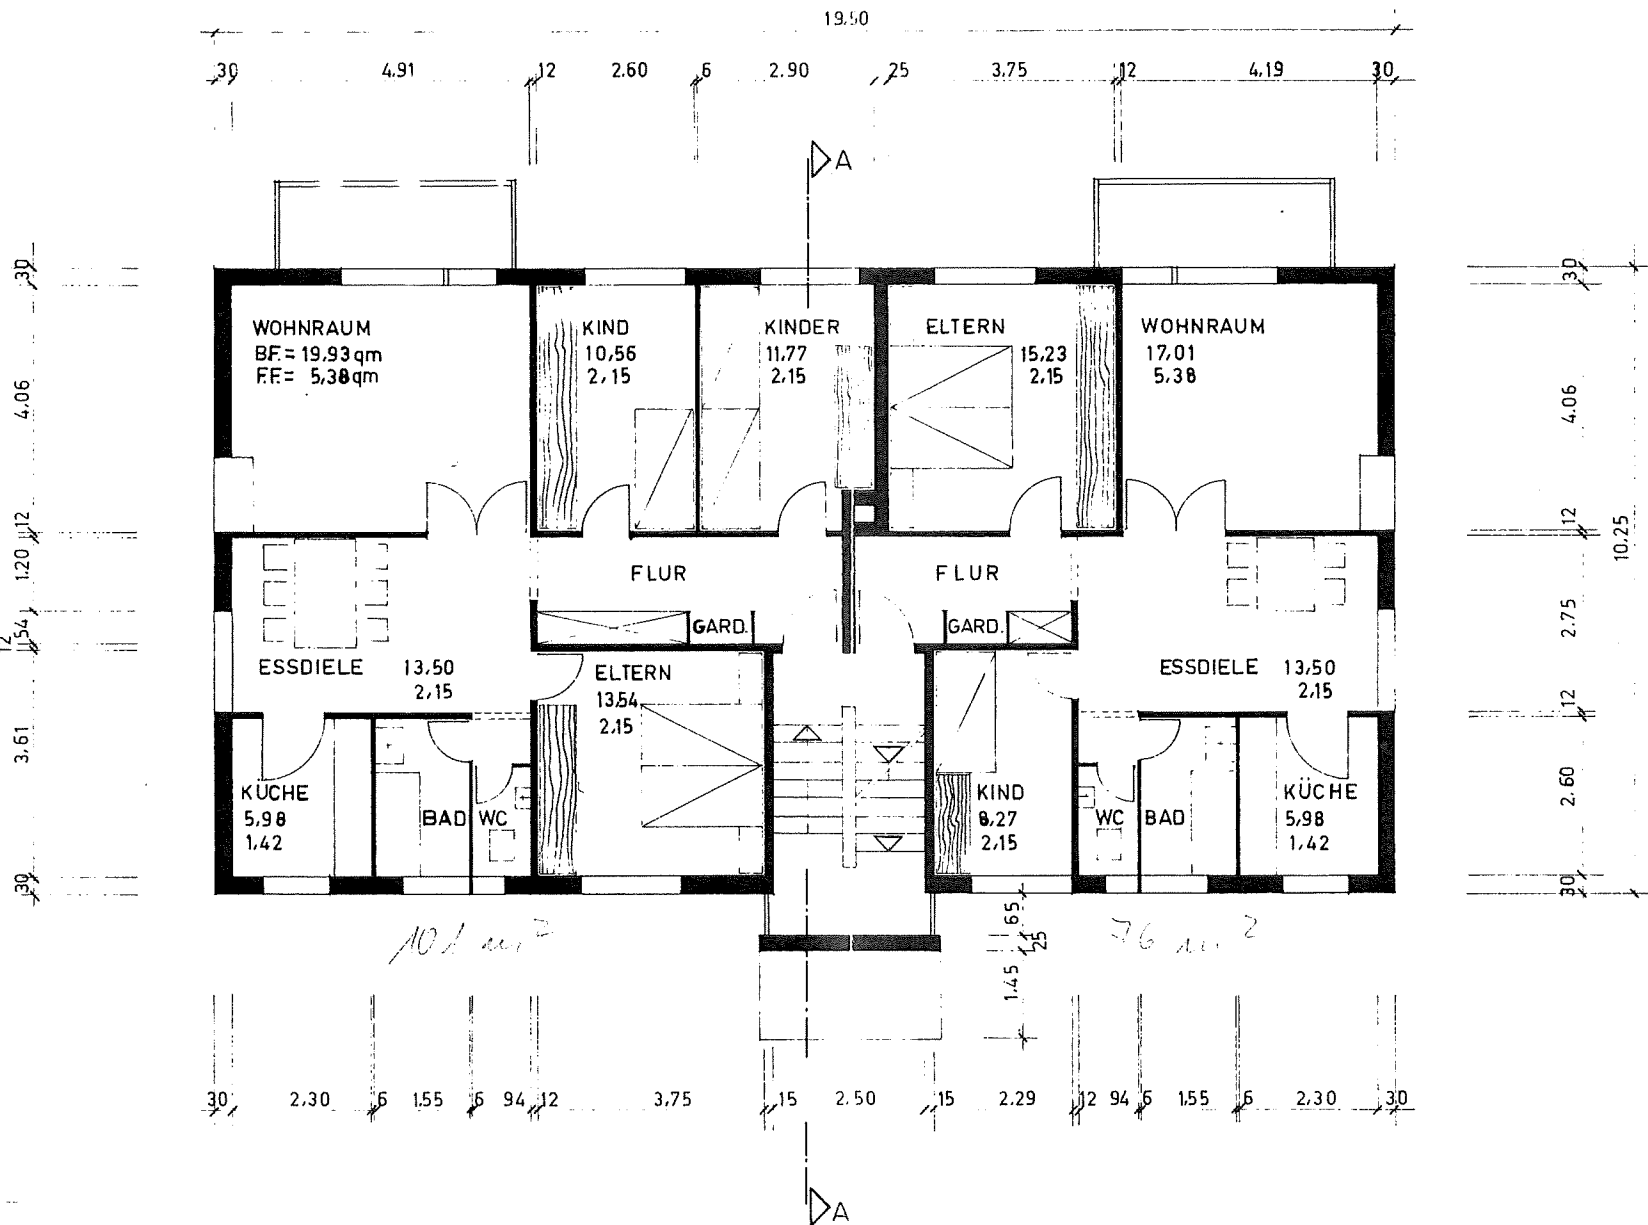 19,50
30 4,91 12 2,60 6 2,90 25 3,75 12 4,19 30
A
WOHNRAUM
BF.= 19,93 qm
F.F.= 5,38 qm
KIND
10,56
2,15
KINDER
11,77
2,15
ELTERN
15,23
2,15
WOHNRAUM
17,01
5,38
30
4,06
12
1,20
54
12
3,61
30
30
4,06
12
2,75
12
2,60
30
10,25
FLUR
FLUR
GARD.
GARD.
ESSDIELE 13,50
2,15
ELTERN
13,54
2,15
ESSDIELE 13,50
2,15
KÜCHE
5,98
1,42
BAD
WC
KIND
8,27
2,15
WC
BAD
KÜCHE
5,98
1,42
101 m²
76 m²
65
25
1,45
30 2,30 6 1,55 6 94 12 3,75 15 2,50 15 2,29 12 94 6 1,55 6 2,30 30
A